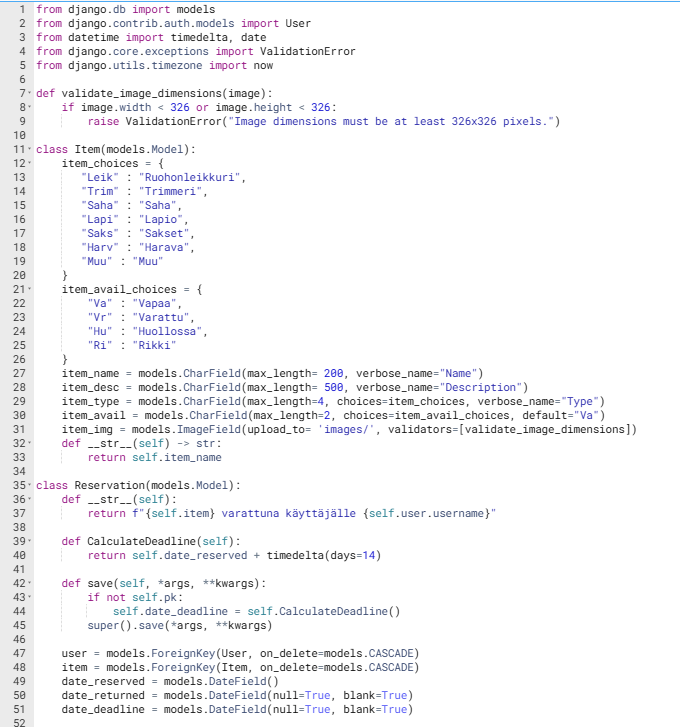 1 from django.db import models
2 from django.contrib.auth.models import User
3 from datetime import timedelta, date
4 from django.core.exceptions import ValidationError
5 from django.utils.timezone import now
6
7 def validate_image_dimensions(image):
8     if image.width < 326 or image.height < 326:
9         raise ValidationError("Image dimensions must be at least 326x326 pixels.")
10
11 class Item(models.Model):
12     item_choices = {
13        "Leik" : "Ruohonleikkuri",
14        "Trim" : "Trimmeri",
15        "Saha" : "Saha",
16        "Lapi" : "Lapio",
17        "Saks" : "Sakset",
18        "Harv" : "Harava",
19        "Muu" : "Muu"
20     }
21     item_avail_choices = {
22         "Va" : "Vapaa",
23         "Vr" : "Varattu",
24         "Hu" : "Huollossa",
25         "Ri" : "Rikki"
26     }
27     item_name = models.CharField(max_length= 200, verbose_name="Name")
28     item_desc = models.CharField(max_length= 500, verbose_name="Description")
29     item_type = models.CharField(max_length=4, choices=item_choices, verbose_name="Type")
30     item_avail = models.CharField(max_length=2, choices=item_avail_choices, default="Va")
31     item_img = models.ImageField(upload_to= 'images/', validators=[validate_image_dimensions])
32     def __str__(self) -> str:
33         return self.item_name
34
35 class Reservation(models.Model):
36     def __str__(self):
37         return f"{self.item} varattuna käyttäjälle {self.user.username}"
38
39     def CalculateDeadline(self):
40         return self.date_reserved + timedelta(days=14)
41
42     def save(self, *args, **kwargs):
43         if not self.pk:
44             self.date_deadline = self.CalculateDeadline()
45         super().save(*args, **kwargs)
46
47     user = models.ForeignKey(User, on_delete=models.CASCADE)
48     item = models.ForeignKey(Item, on_delete=models.CASCADE)
49     date_reserved = models.DateField()
50     date_returned = models.DateField(null=True, blank=True)
51     date_deadline = models.DateField(null=True, blank=True)
52